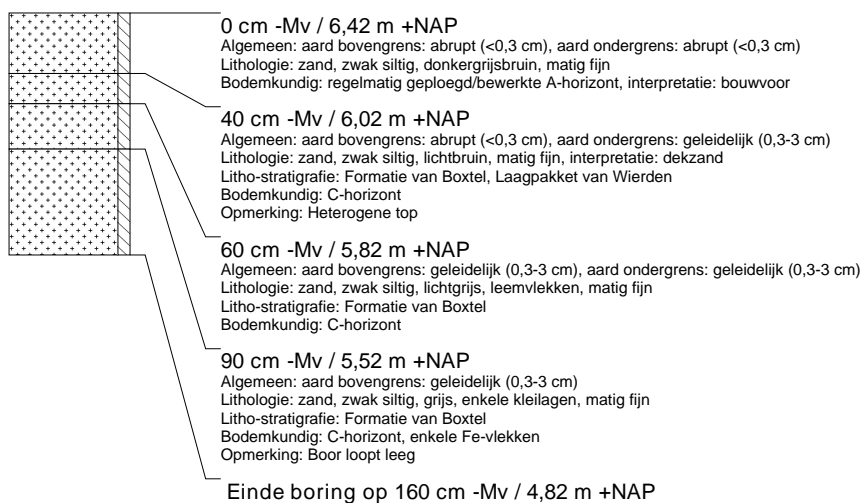 0 cm -Mv / 6,42 m +NAP
Algemeen: aard bovengrens: abrupt (<0,3 cm), aard ondergrens: abrupt (<0,3 cm)
Lithologie: zand, zwak siltig, donkergrijsbruin, matig fijn
Bodemkundig: regelmatig geploegd/bewerkte A-horizont, interpretatie: bouwvoor
40 cm -Mv / 6,02 m +NAP
Algemeen: aard bovengrens: abrupt (<0,3 cm), aard ondergrens: geleidelijk (0,3-3 cm)
Lithologie: zand, zwak siltig, lichtbruin, matig fijn, interpretatie: dekzand
Litho-stratigrafie: Formatie van Boxtel, Laagpakket van Wierden
Bodemkundig: C-horizont
Opmerking: Heterogene top
60 cm -Mv / 5,82 m +NAP
Algemeen: aard bovengrens: geleidelijk (0,3-3 cm), aard ondergrens: geleidelijk (0,3-3 cm)
Lithologie: zand, zwak siltig, lichtgrijs, leemvlekken, matig fijn
Litho-stratigrafie: Formatie van Boxtel
Bodemkundig: C-horizont
90 cm -Mv / 5,52 m +NAP
Algemeen: aard bovengrens: geleidelijk (0,3-3 cm)
Lithologie: zand, zwak siltig, grijs, enkele kleilagen, matig fijn
Litho-stratigrafie: Formatie van Boxtel
Bodemkundig: C-horizont, enkele Fe-vlekken
Opmerking: Boor loopt leeg
Einde boring op 160 cm -Mv / 4,82 m +NAP